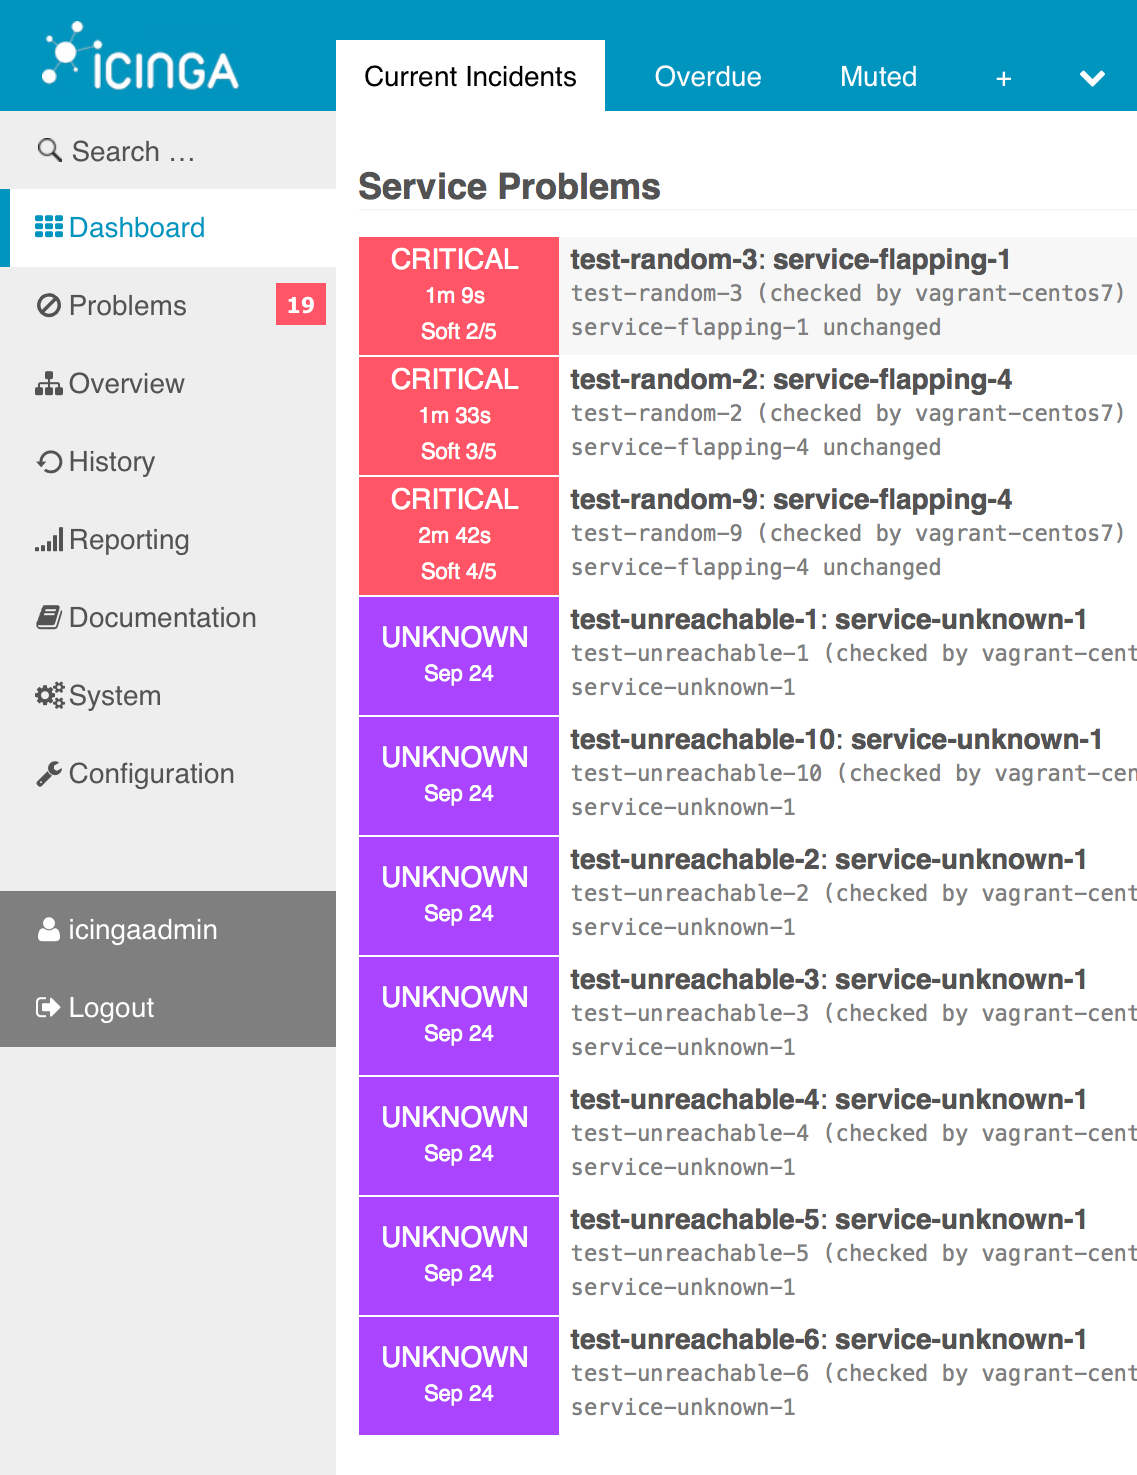 icinga
Current Incidents
Overdue
Muted
+
Search …
Dashboard
Problems
19
Overview
History
Reporting
Documentation
System
Configuration
icingaadmin
Logout
Service Problems
CRITICAL
1m 9s
Soft 2/5
test-random-3: service-flapping-1
test-random-3 (checked by vagrant-centos7)
service-flapping-1 unchanged
CRITICAL
1m 33s
Soft 3/5
test-random-2: service-flapping-4
test-random-2 (checked by vagrant-centos7)
service-flapping-4 unchanged
CRITICAL
2m 42s
Soft 4/5
test-random-9: service-flapping-4
test-random-9 (checked by vagrant-centos7)
service-flapping-4 unchanged
UNKNOWN
Sep 24
test-unreachable-1: service-unknown-1
test-unreachable-1 (checked by vagrant-cent
service-unknown-1
UNKNOWN
Sep 24
test-unreachable-10: service-unknown-1
test-unreachable-10 (checked by vagrant-cen
service-unknown-1
UNKNOWN
Sep 24
test-unreachable-2: service-unknown-1
test-unreachable-2 (checked by vagrant-cent
service-unknown-1
UNKNOWN
Sep 24
test-unreachable-3: service-unknown-1
test-unreachable-3 (checked by vagrant-cent
service-unknown-1
UNKNOWN
Sep 24
test-unreachable-4: service-unknown-1
test-unreachable-4 (checked by vagrant-cent
service-unknown-1
UNKNOWN
Sep 24
test-unreachable-5: service-unknown-1
test-unreachable-5 (checked by vagrant-cent
service-unknown-1
UNKNOWN
Sep 24
test-unreachable-6: service-unknown-1
test-unreachable-6 (checked by vagrant-cent
service-unknown-1